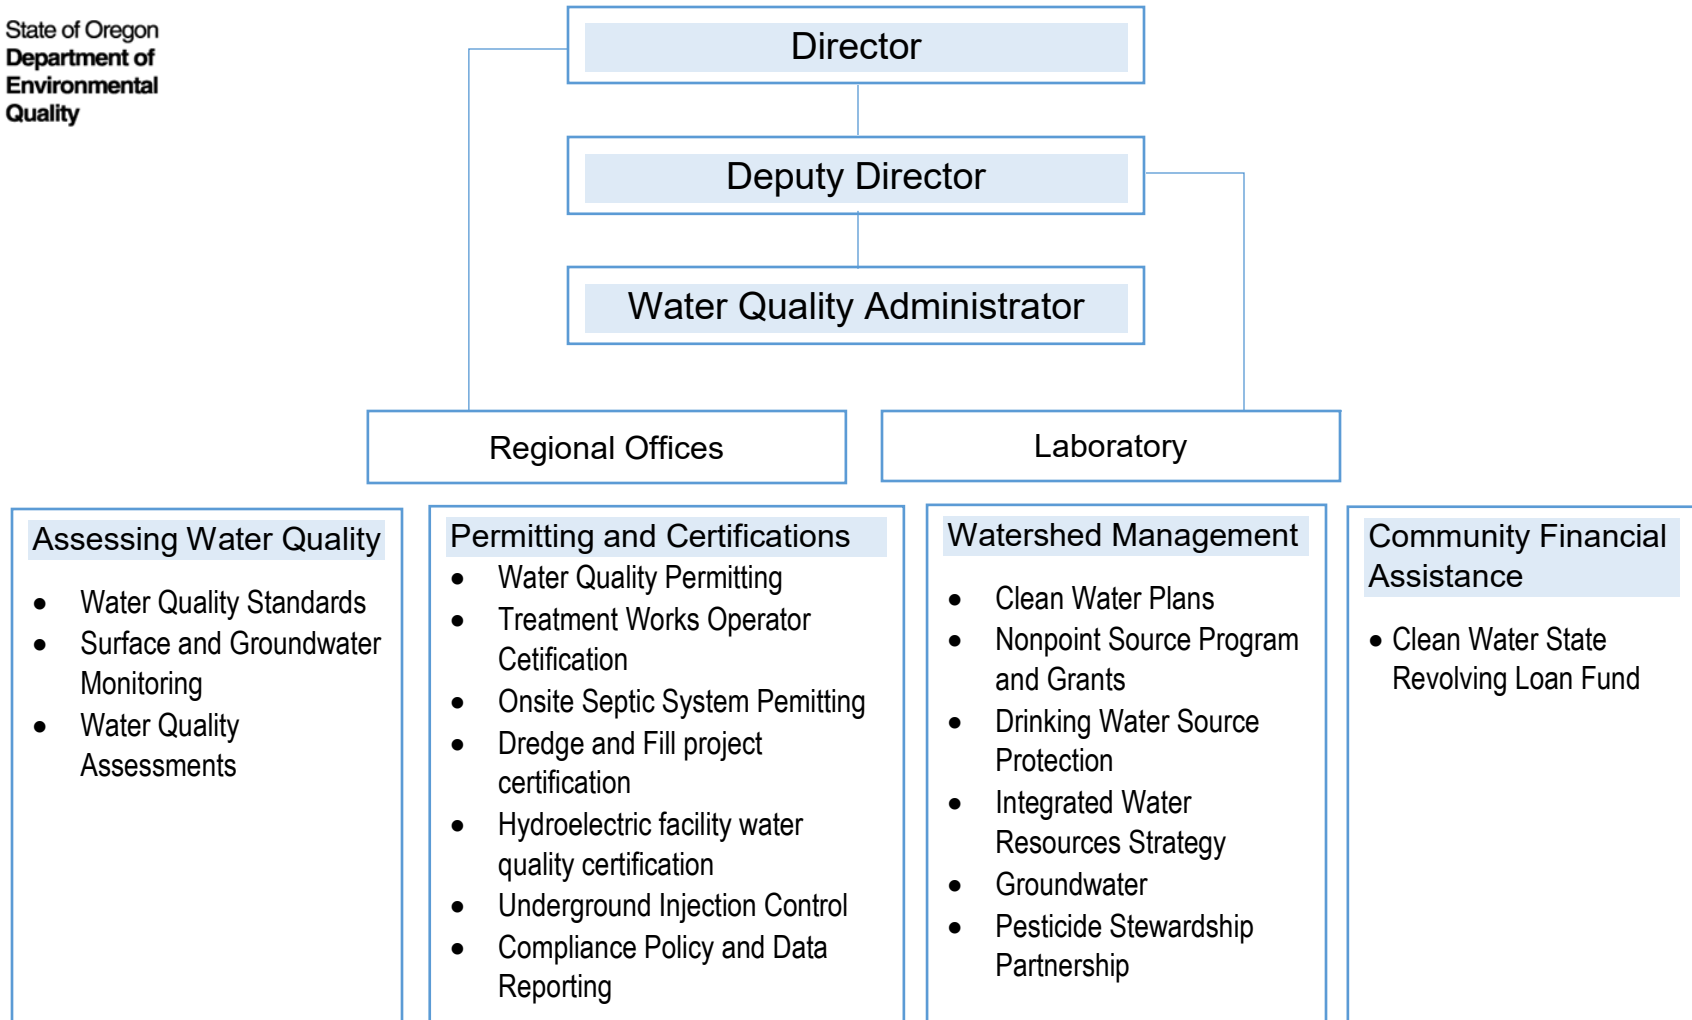 State of Oregon
Department of
Environmental
Quality
Director
Deputy Director
Water Quality Administrator
Regional Offices
Laboratory
Assessing Water Quality
• Water Quality Standards
• Surface and Groundwater
Monitoring
• Water Quality
Assessments
Permitting and Certifications
• Water Quality Permitting
• Treatment Works Operator
Cetification
• Onsite Septic System Pemitting
• Dredge and Fill project
certification
• Hydroelectric facility water
quality certification
• Underground Injection Control
• Compliance Policy and Data
Reporting
Watershed Management
• Clean Water Plans
• Nonpoint Source Program
and Grants
• Drinking Water Source
Protection
• Integrated Water
Resources Strategy
• Groundwater
• Pesticide Stewardship
Partnership
Community Financial
Assistance
• Clean Water State
Revolving Loan Fund